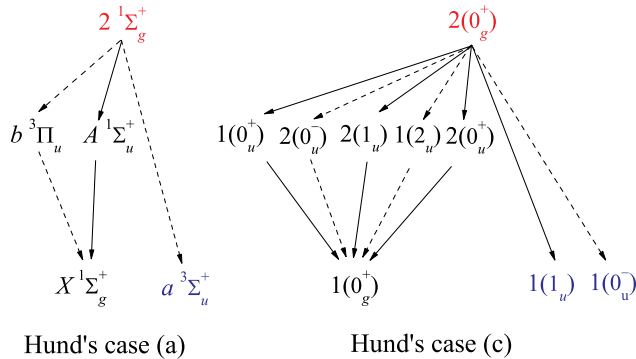 2 ¹Σg⁺ 2(0g⁺)
b ³Πu A ¹Σu⁺ 1(0u⁺) 2(0u⁻) 2(1u) 1(2u) 2(0u⁺)
X ¹Σg⁺ a ³Σu⁺ 1(0g⁺) 1(1u) 1(0u⁻)
Hund's case (a) Hund's case (c)